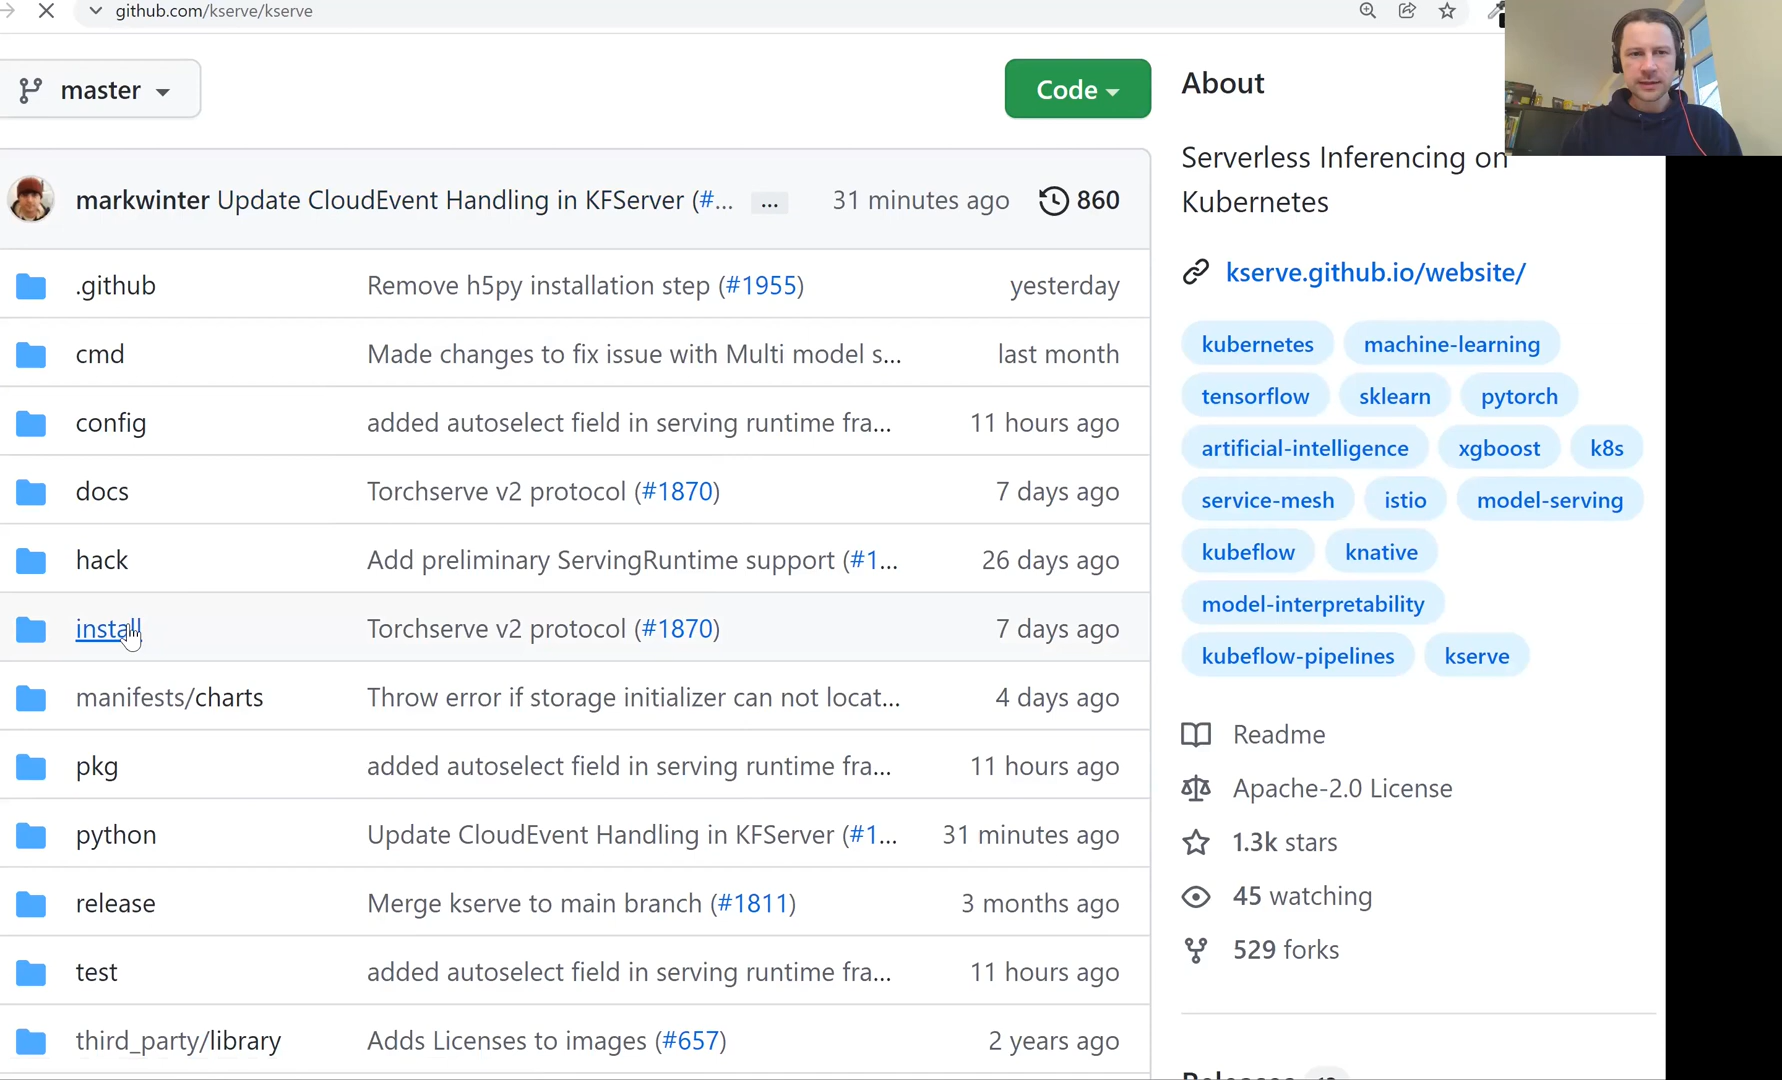 github.com/kserve/kserve
master
Code
markwinter Update CloudEvent Handling in KFServer (#... ... 31 minutes ago 860
.github Remove h5py installation step (#1955) yesterday
cmd Made changes to fix issue with Multi model s... last month
config added autoselect field in serving runtime fra... 11 hours ago
docs Torchserve v2 protocol (#1870) 7 days ago
hack Add preliminary ServingRuntime support (#1... 26 days ago
install Torchserve v2 protocol (#1870) 7 days ago
manifests/charts Throw error if storage initializer can not locat... 4 days ago
pkg added autoselect field in serving runtime fra... 11 hours ago
python Update CloudEvent Handling in KFServer (#1... 31 minutes ago
release Merge kserve to main branch (#1811) 3 months ago
test added autoselect field in serving runtime fra... 11 hours ago
third_party/library Adds Licenses to images (#657) 2 years ago
About
Serverless Inferencing on
Kubernetes
kserve.github.io/website/
kubernetes machine-learning
tensorflow sklearn pytorch
artificial-intelligence xgboost k8s
service-mesh istio model-serving
kubeflow knative
model-interpretability
kubeflow-pipelines kserve
Readme
Apache-2.0 License
1.3k stars
45 watching
529 forks
Releases